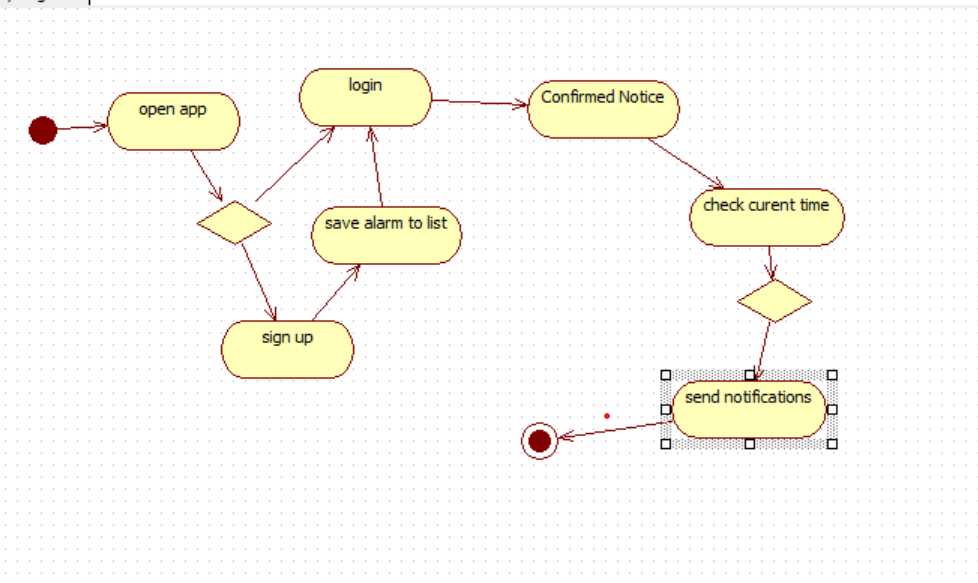 open app
login
Confirmed Notice
save alarm to list
check curent time
sign up
send notifications